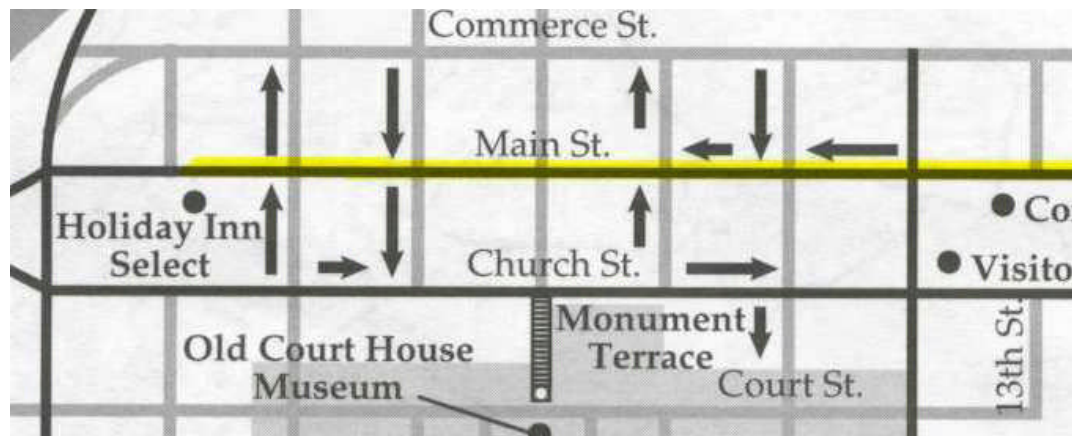 Commerce St.
Main St.
Holiday Inn
Select
Church St.
Monument
Terrace
Old Court House
Museum
Court St.
13th St.